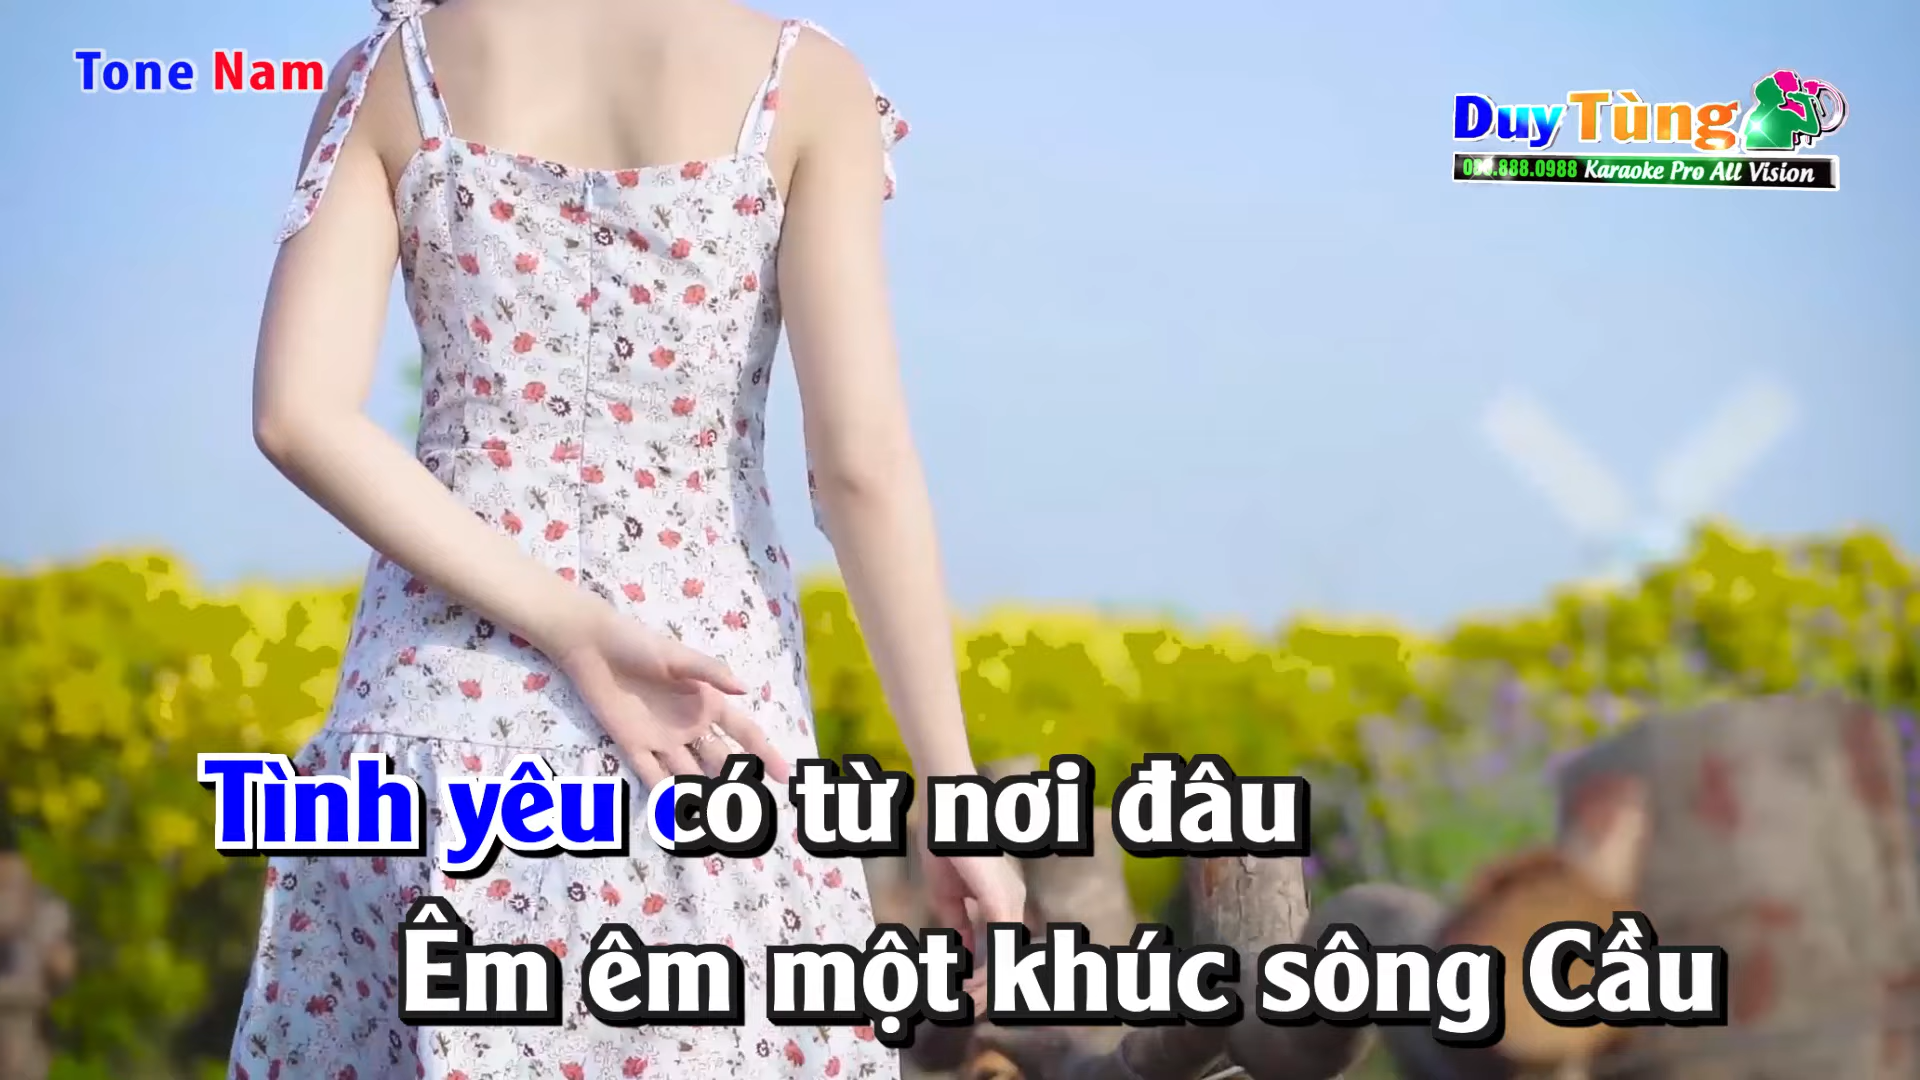 Tone Nam
Duy Tùng
888.0988 Karaoke Pro All Vision
Tình yêu có từ nơi đâu
Êm êm một khúc sông Cầu